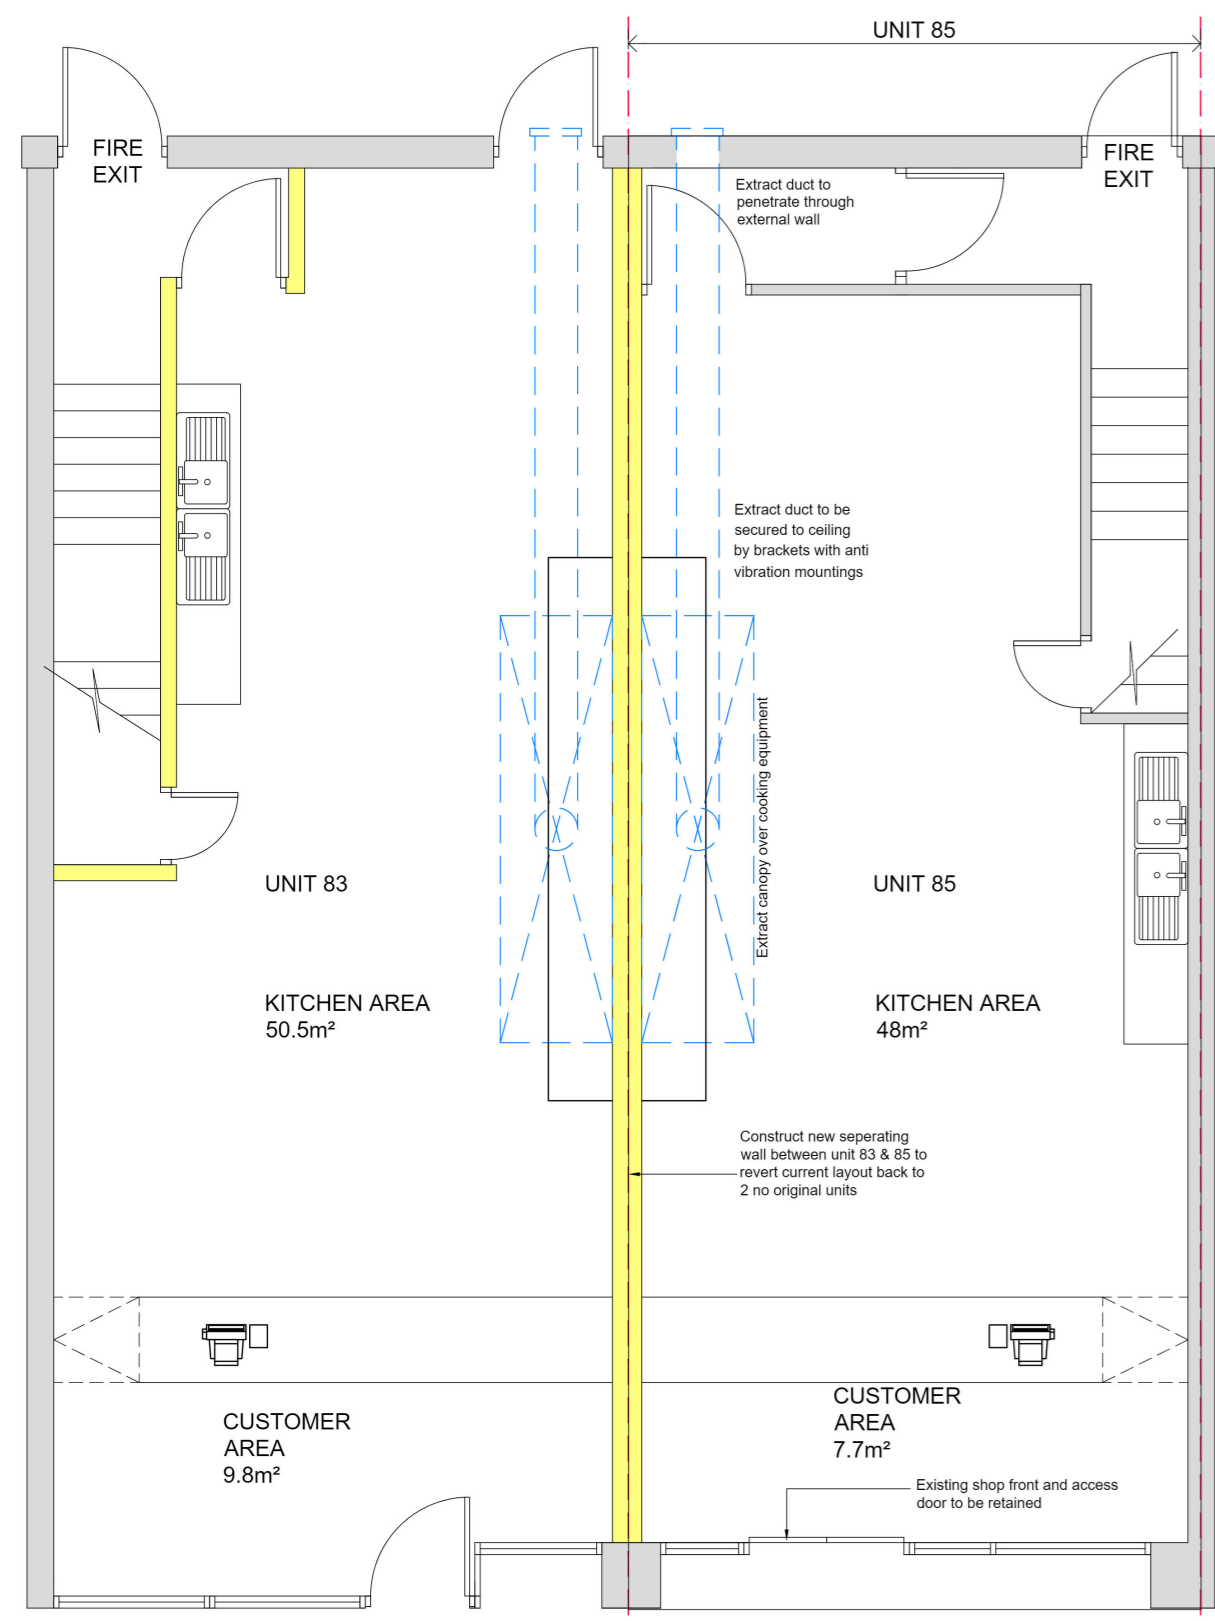 UNIT 85
FIRE
EXIT
FIRE
EXIT
Extract duct to
penetrate through
external wall
Extract duct to be
secured to ceiling
by brackets with anti
vibration mountings
Extract canopy over cooking equipment
UNIT 83
UNIT 85
KITCHEN AREA
50.5m²
KITCHEN AREA
48m²
Construct new seperating
wall between unit 83 & 85 to
revert current layout back to
2 no original units
CUSTOMER
AREA
9.8m²
CUSTOMER
AREA
7.7m²
Existing shop front and access
door to be retained